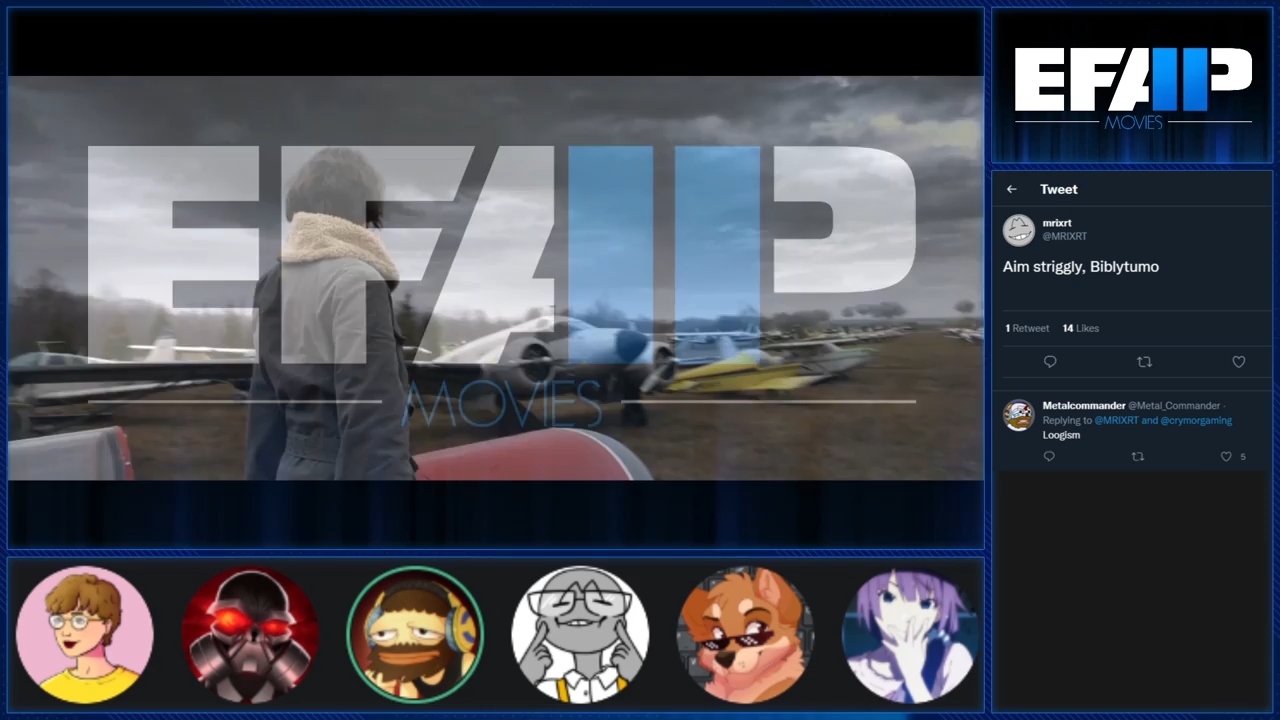 EFAP
MOVIES
EFAP
MOVIES
Tweet
mrixrt
@MRIXRT
Aim striggly, Biblytumo
1 Retweet 14 Likes
Metalcommander @Metal_Commander ·
Replying to @MRIXRT and @crymorgaming
Loogism
5